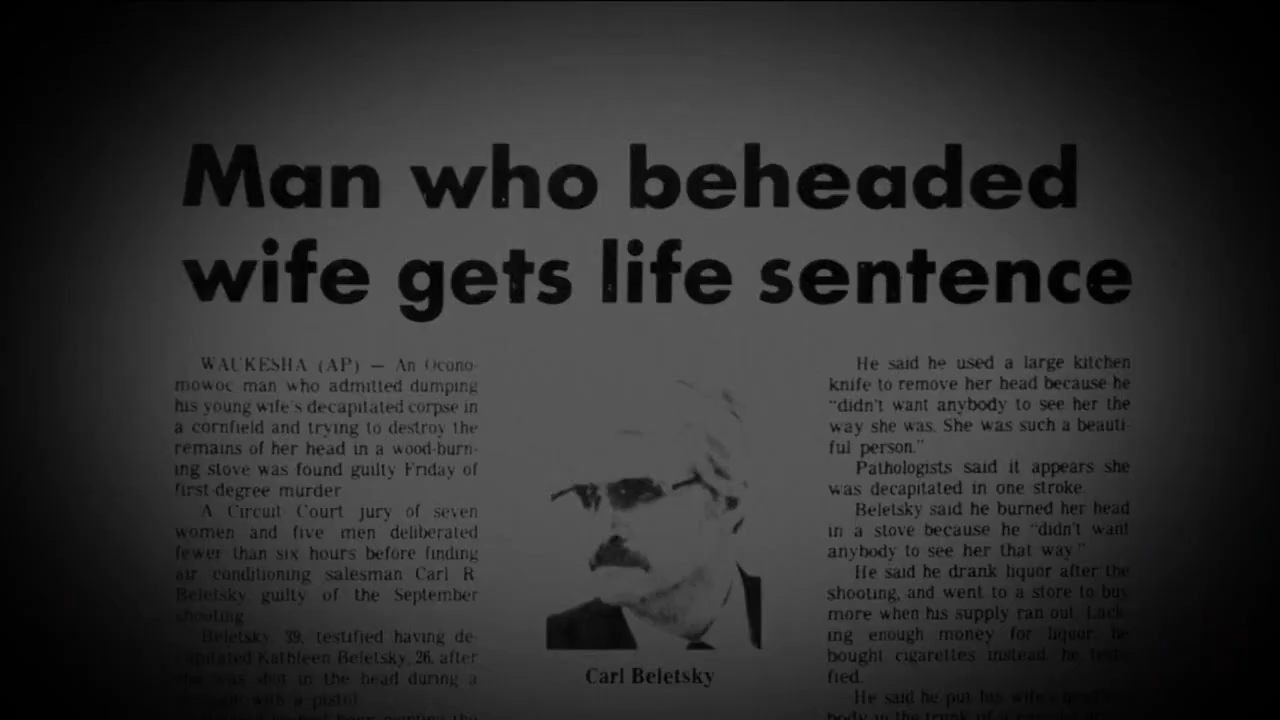 Man who beheaded
wife gets life sentence
WAUKESHA (AP) — An Ocono-
mowoc man who admitted dumping
his young wife's decapitated corpse in
a cornfield and trying to destroy the
remains of her head in a wood-burn-
ing stove was found guilty Friday of
first-degree murder
A Circuit Court jury of seven
women and five men deliberated
fewer than six hours before finding
air conditioning salesman Carl R
Beletsky guilty of the September
shooting
Beletsky, 39, testified having de-
capitated Kathleen Beletsky, 26, after
she was shot in the head during a
with a pistol
the
Carl Beletsky
He said he used a large kitchen
knife to remove her head because he
"didn't want anybody to see her the
way she was. She was such a beauti-
ful person."
Pathologists said it appears she
was decapitated in one stroke.
Beletsky said he burned her head
in a stove because he "didn't want
anybody to see her that way."
He said he drank liquor after the
shooting, and went to a store to buy
more when his supply ran out. Lack-
ing enough money for liquor, he
bought cigarettes instead, he testi-
fied.
He said he put his wife's
body in the trunk of a